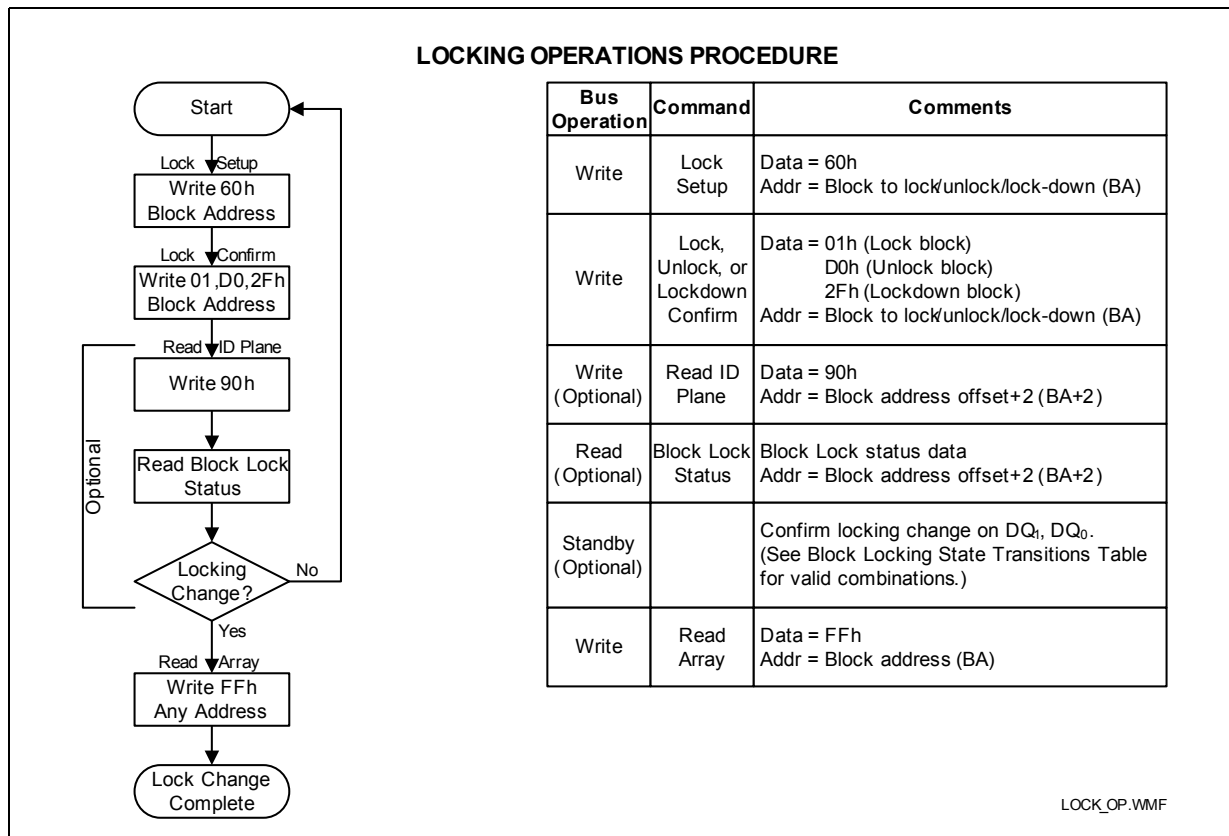 LOCKING OPERATIONS PROCEDURE
Start
Lock Setup
Write 60h
Block Address
Lock Confirm
Write 01,D0,2Fh
Block Address
Read ID Plane
Write 90h
Optional
Read Block Lock
Status
Locking
Change?
No
Yes
Read Array
Write FFh
Any Address
Lock Change
Complete
Bus
Operation
Command
Comments
Write
Lock
Setup
Data = 60h
Addr = Block to lock/unlock/lock-down (BA)
Write
Lock,
Unlock, or
Lockdown
Confirm
Data = 01h (Lock block)
D0h (Unlock block)
2Fh (Lockdown block)
Addr = Block to lock/unlock/lock-down (BA)
Write
(Optional)
Read ID
Plane
Data = 90h
Addr = Block address offset+2 (BA+2)
Read
(Optional)
Block Lock
Status
Block Lock status data
Addr = Block address offset+2 (BA+2)
Standby
(Optional)
Confirm locking change on DQ₁, DQ₀.
(See Block Locking State Transitions Table
for valid combinations.)
Write
Read
Array
Data = FFh
Addr = Block address (BA)
LOCK_OP.WMF